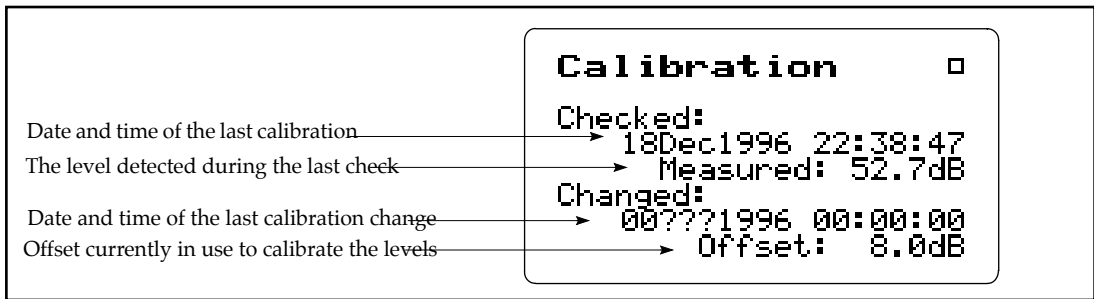 Calibration
Checked:
Date and time of the last calibration
18Dec1996 22:38:47
The level detected during the last check
Measured: 52.7dB
Changed:
Date and time of the last calibration change
00???1996 00:00:00
Offset currently in use to calibrate the levels
Offset: 8.0dB